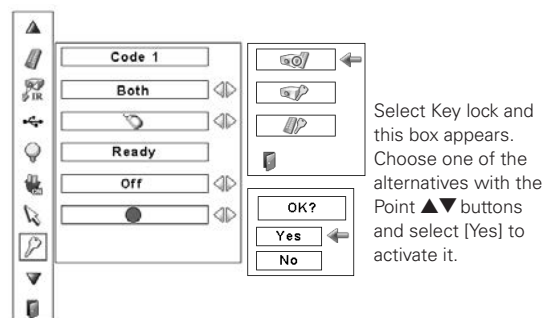 IR
Code 1
Both
Ready
Off
OK?
Yes
No
Select Key lock and
this box appears.
Choose one of the
alternatives with the
Point ▲▼ buttons
and select [Yes] to
activate it.